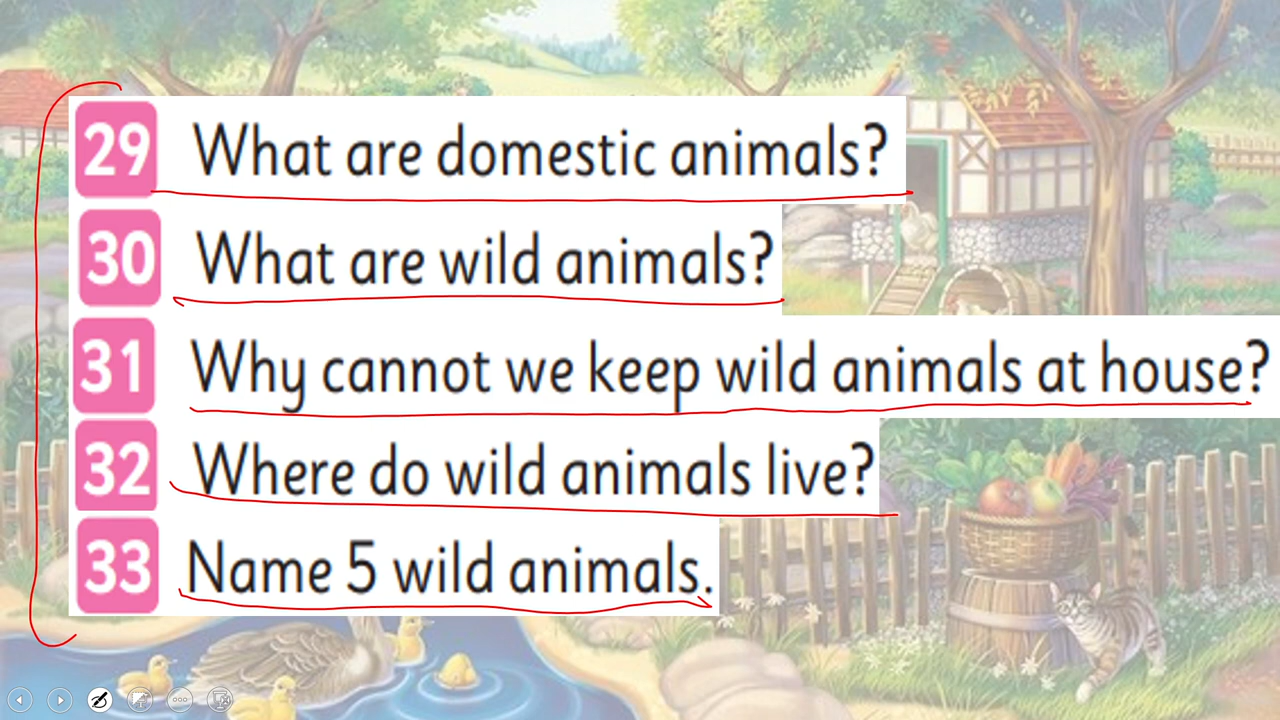 29 What are domestic animals?
30 What are wild animals?
31 Why cannot we keep wild animals at house?
32 Where do wild animals live?
33 Name 5 wild animals.